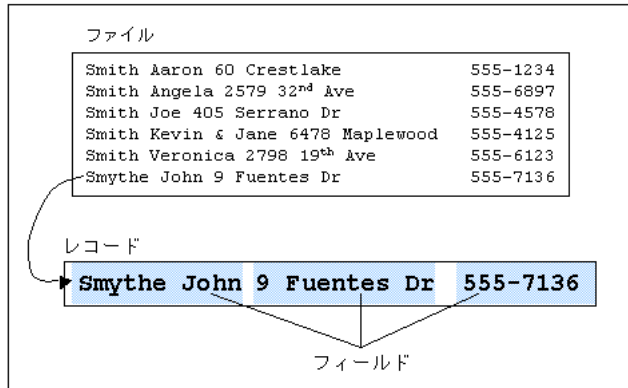 ファイル
Smith Aaron 60 Crestlake 555-1234
Smith Angela 2579 32nd Ave 555-6897
Smith Joe 405 Serrano Dr 555-4578
Smith Kevin & Jane 6478 Maplewood 555-4125
Smith Veronica 2798 19th Ave 555-6123
Smythe John 9 Fuentes Dr 555-7136
レコード
Smythe John 9 Fuentes Dr 555-7136
フィールド